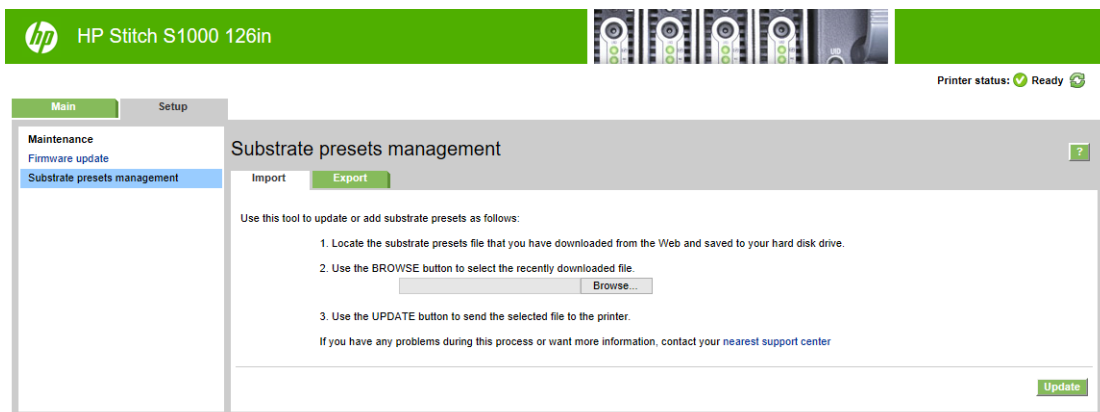 hp HP Stitch S1000 126in
UID
Printer status: Ready
Main Setup
Maintenance
Firmware update
Substrate presets management
Substrate presets management
?
Import Export
Use this tool to update or add substrate presets as follows:
1. Locate the substrate presets file that you have downloaded from the Web and saved to your hard disk drive.
2. Use the BROWSE button to select the recently downloaded file.
Browse...
3. Use the UPDATE button to send the selected file to the printer.
If you have any problems during this process or want more information, contact your nearest support center
Update